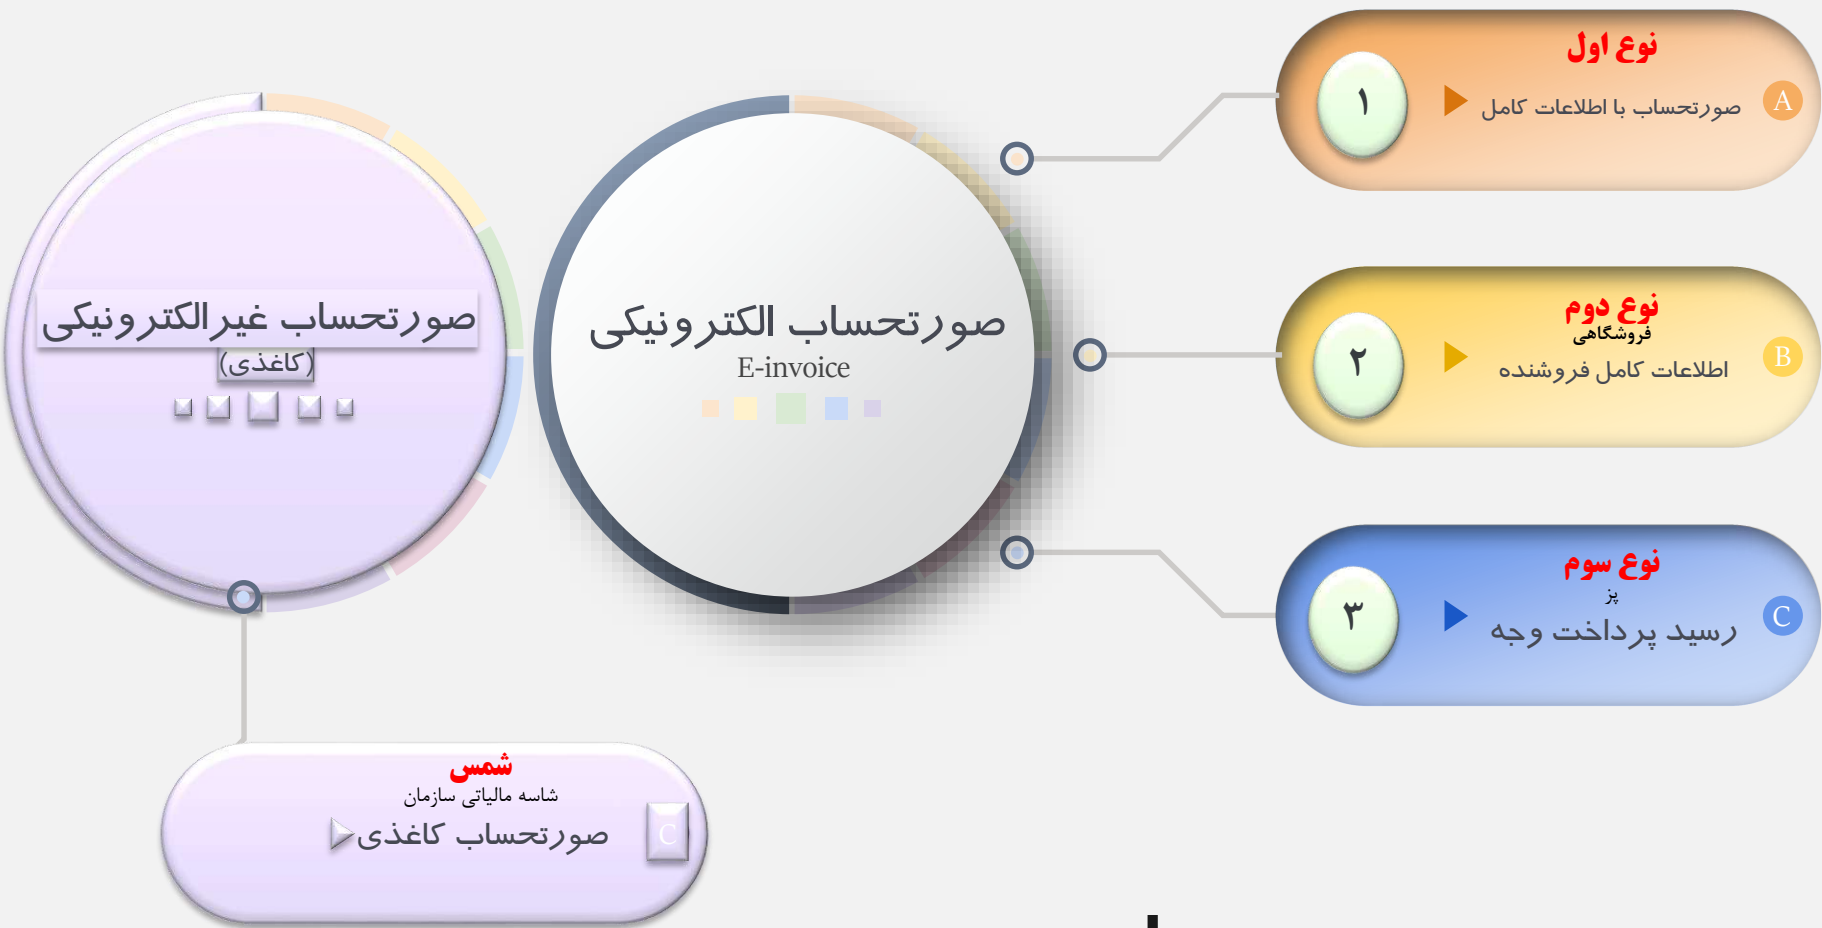 نوع اول
صورتحساب با اطلاعات کامل
A
۱
نوع دوم
فروشگاهی
اطلاعات کامل فروشنده
B
۲
نوع سوم
پز
رسید پرداخت وجه
C
۳
صورتحساب الکترونیکی
E-invoice
صورتحساب غیرالکترونیکی
(کاغذی)
شمس
شاسه مالیاتی سازمان
صورتحساب کاغذی
C